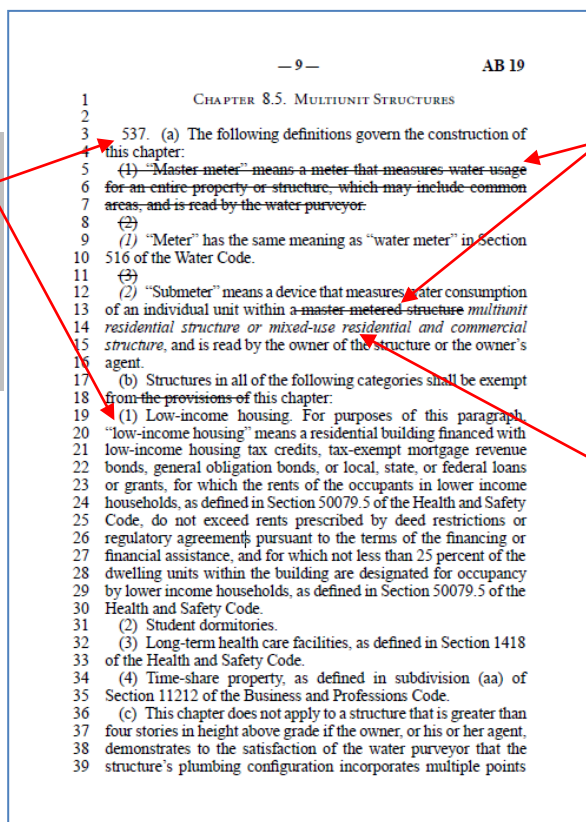 — 9 — AB 19
1 CHAPTER 8.5. MULTIUNIT STRUCTURES
2
3 537. (a) The following definitions govern the construction of
4 this chapter:
5 (1) “Master meter” means a meter that measures water usage
6 for an entire property or structure, which may include common
7 areas, and is read by the water purveyor.
8 (2)
9 (1) “Meter” has the same meaning as “water meter” in Section
10 516 of the Water Code.
11 (3)
12 (2) “Submeter” means a device that measures water consumption
13 of an individual unit within a master metered structure multiunit
14 residential structure or mixed-use residential and commercial
15 structure, and is read by the owner of the structure or the owner’s
16 agent.
17 (b) Structures in all of the following categories shall be exempt
18 from the provisions of this chapter:
19 (1) Low-income housing. For purposes of this paragraph,
20 “low-income housing” means a residential building financed with
21 low-income housing tax credits, tax-exempt mortgage revenue
22 bonds, general obligation bonds, or local, state, or federal loans
23 or grants, for which the rents of the occupants in lower income
24 households, as defined in Section 50079.5 of the Health and Safety
25 Code, do not exceed rents prescribed by deed restrictions or
26 regulatory agreements pursuant to the terms of the financing or
27 financial assistance, and for which not less than 25 percent of the
28 dwelling units within the building are designated for occupancy
29 by lower income households, as defined in Section 50079.5 of the
30 Health and Safety Code.
31 (2) Student dormitories.
32 (3) Long-term health care facilities, as defined in Section 1418
33 of the Health and Safety Code.
34 (4) Time-share property, as defined in subdivision (aa) of
35 Section 11212 of the Business and Professions Code.
36 (c) This chapter does not apply to a structure that is greater than
37 four stories in height above grade if the owner, or his or her agent,
38 demonstrates to the satisfaction of the water purveyor that the
39 structure’s plumbing configuration incorporates multiple points